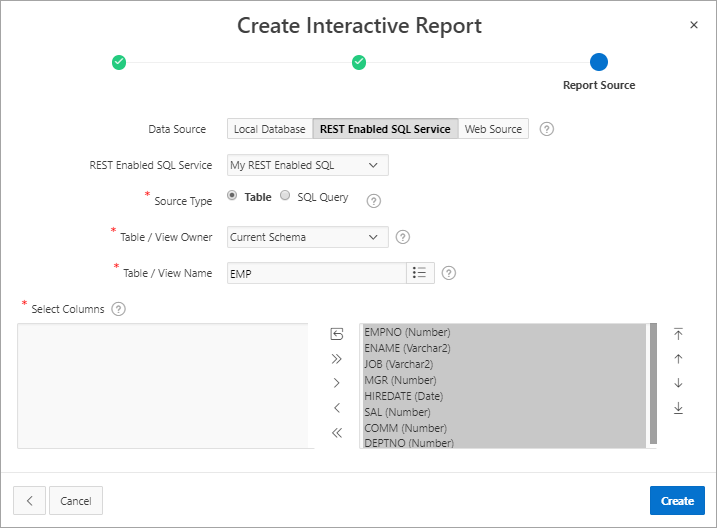 Create Interactive Report
Report Source
Data Source Local Database REST Enabled SQL Service Web Source
REST Enabled SQL Service My REST Enabled SQL
* Source Type Table SQL Query
* Table / View Owner Current Schema
* Table / View Name EMP
* Select Columns
EMPNO (Number)
ENAME (Varchar2)
JOB (Varchar2)
MGR (Number)
HIREDATE (Date)
SAL (Number)
COMM (Number)
DEPTNO (Number)
Cancel Create